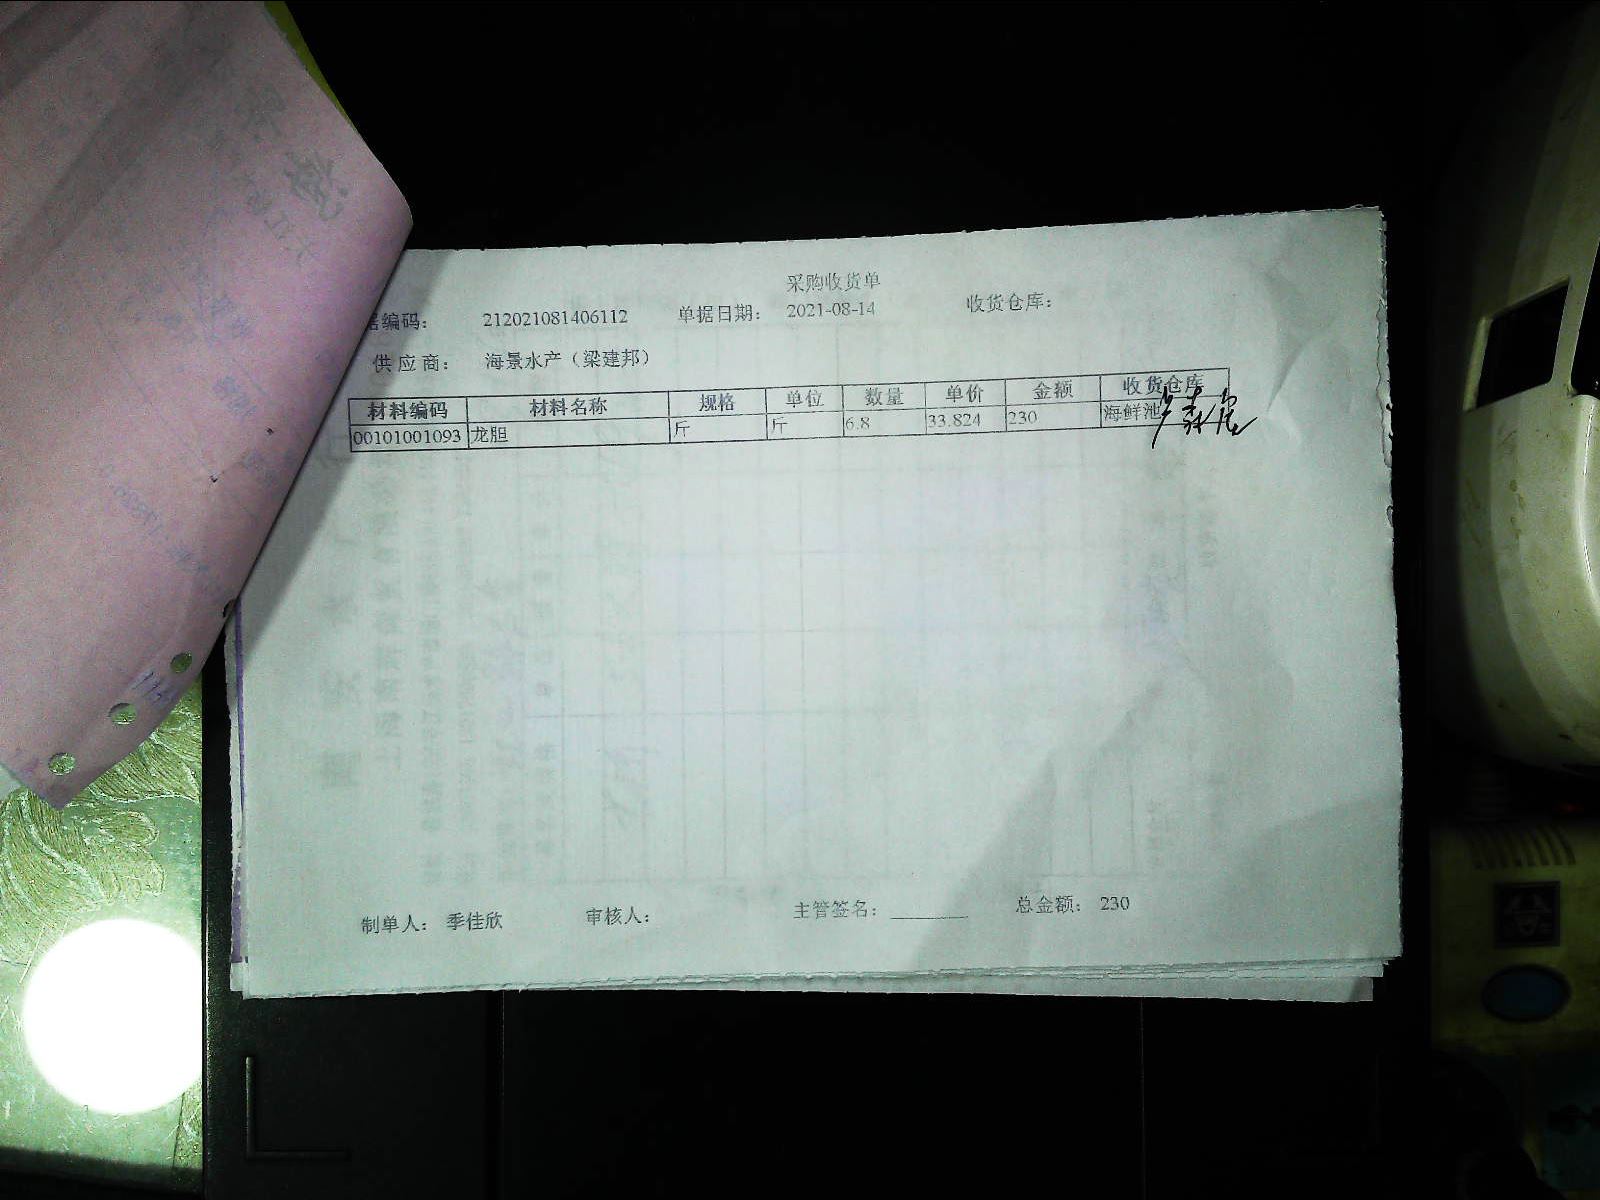 采购收货单
据编码： 212021081406112 单据日期： 2021-08-14 收货仓库：
供应商： 海景水产（梁建邦）
材料编码 材料名称 规格 单位 数量 单价 金额 收货仓库
00101001093 龙胆 斤 斤 6.8 33.824 230 海鲜池
制单人： 季佳欣 审核人： 主管签名： ________ 总金额： 230